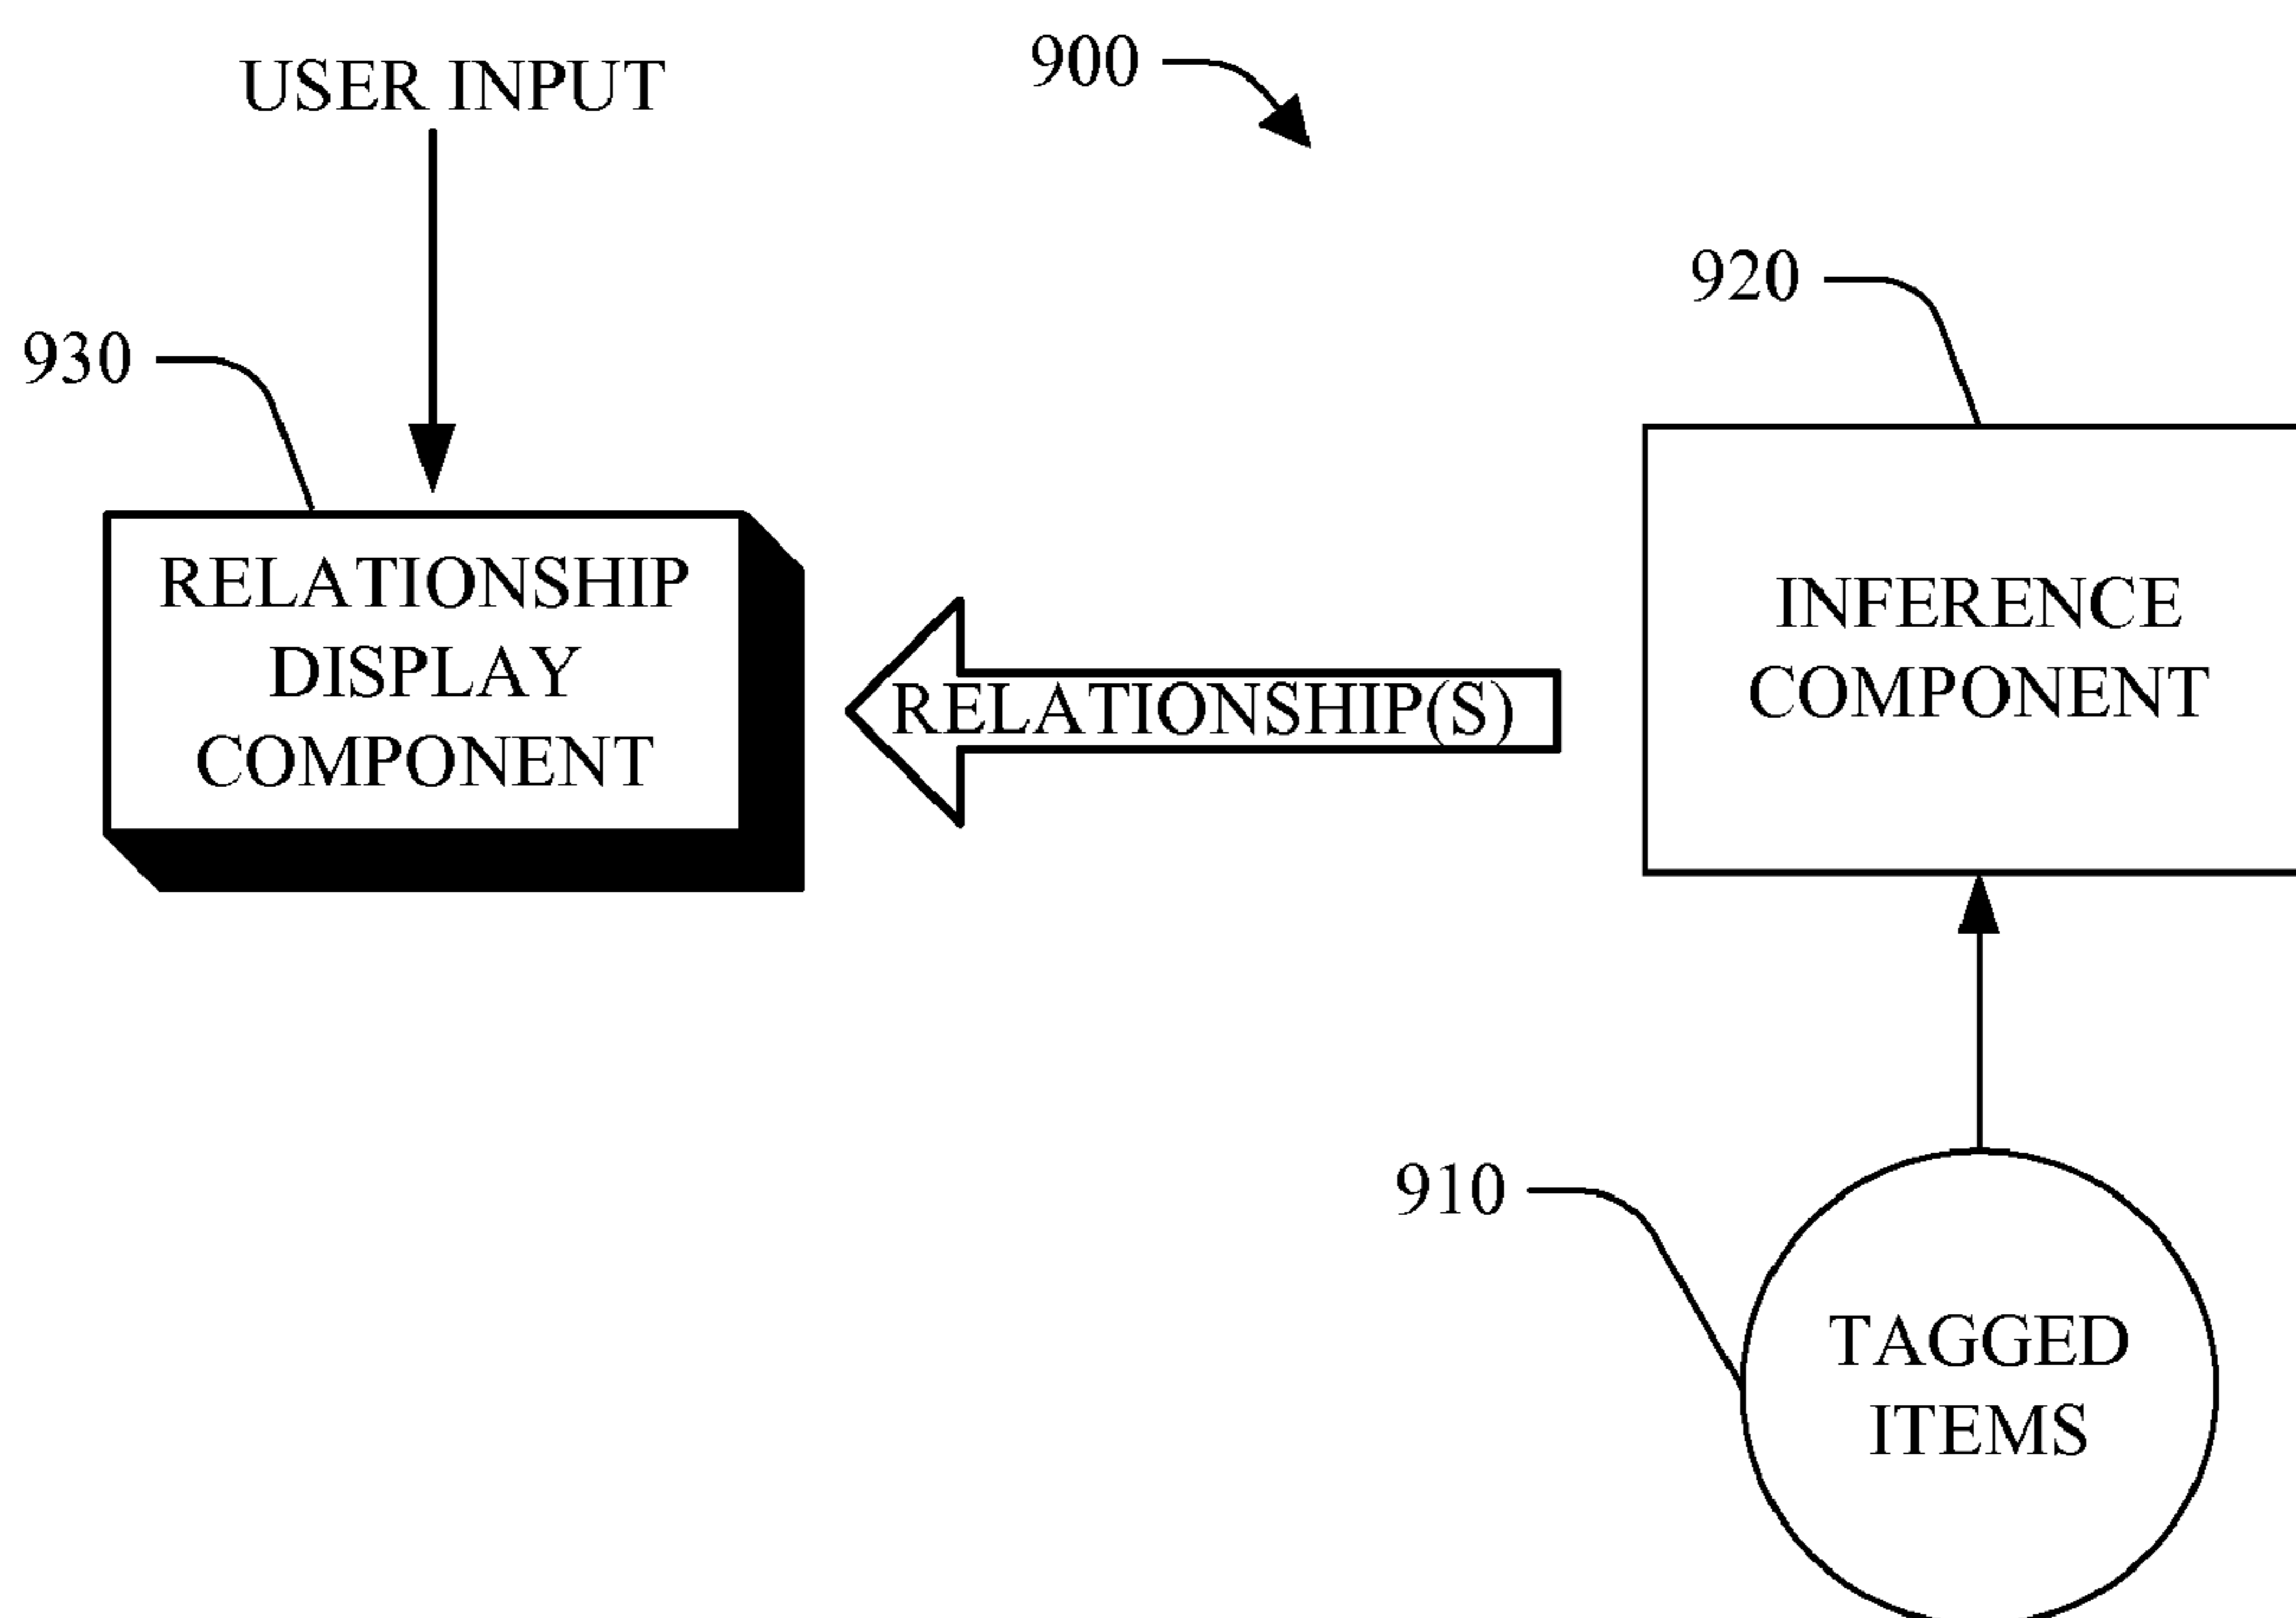 USER INPUT
900
920
930
RELATIONSHIP
DISPLAY
COMPONENT
RELATIONSHIP(S)
INFERENCE
COMPONENT
910
TAGGED
ITEMS